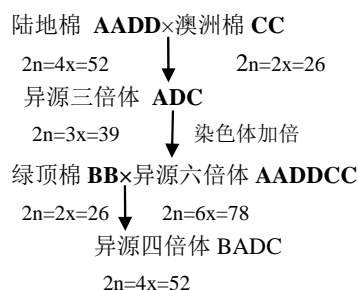 陆地棉 AADD×澳洲棉 CC
2n=4x=52 2n=2x=26
异源三倍体 ADC
2n=3x=39 染色体加倍
绿顶棉 BB×异源六倍体 AADDCC
2n=2x=26 2n=6x=78
异源四倍体 BADC
2n=4x=52